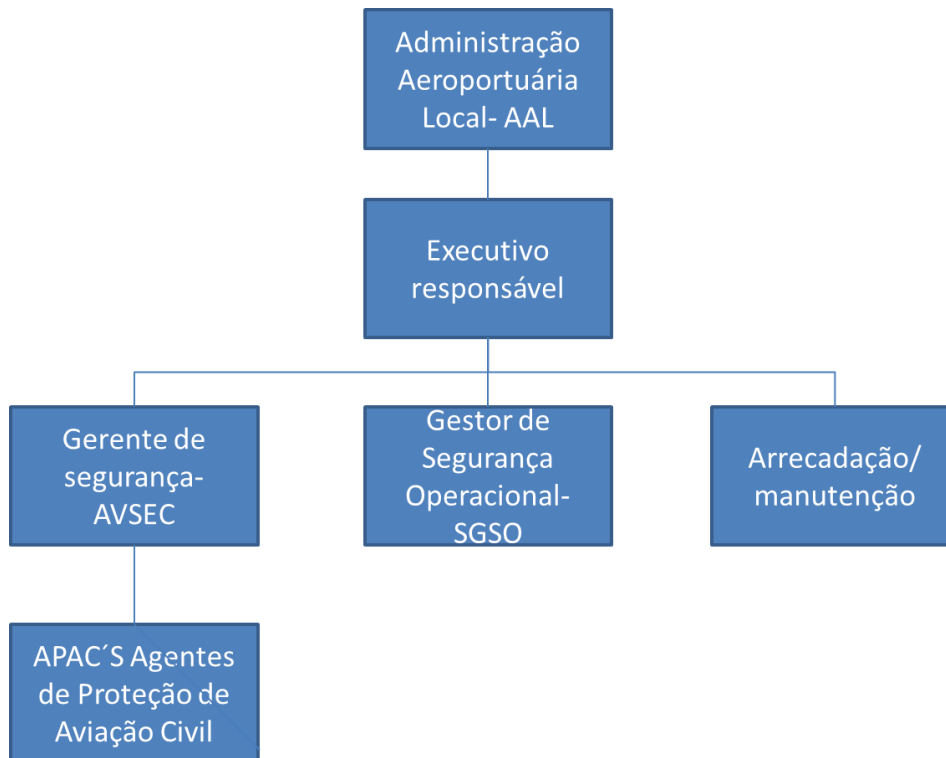 Administração
Aeroportuária
Local- AAL
Executivo
responsável
Gerente de
segurança-
AVSEC
Gestor de
Segurança
Operacional-
SGSO
Arrecadação/
manutenção
APAC´S Agentes
de Proteção de
Aviação Civil